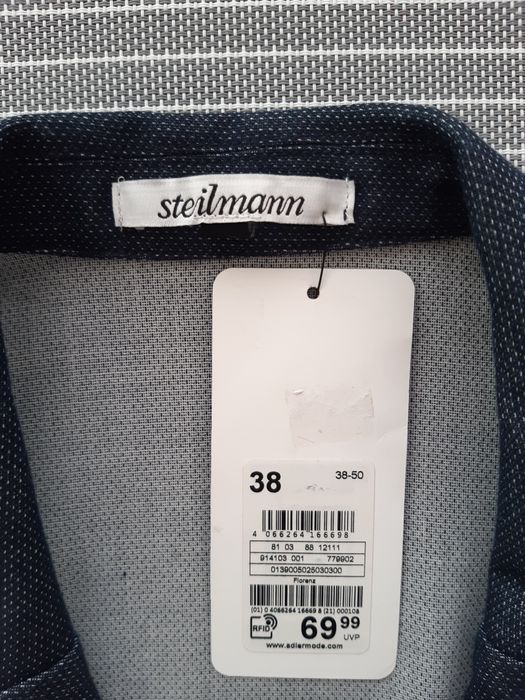 steilmann
38 38-50
4 066264 166698
81 03 88 12111
914103 001 779902
0139005025030300
Florenz
(01) 0 4066264 16669 8 (21) 000108
RFID 69 99
UVP
www.adlermode.com